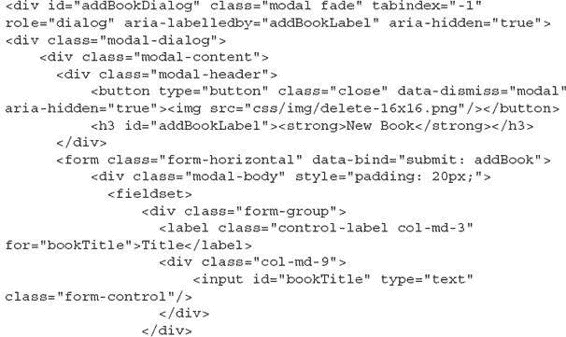 <div id="addBookDialog" class="modal fade" tabindex="-1"
role="dialog" aria-labelledby="addBookLabel" aria-hidden="true">
<div class="modal-dialog">
    <div class="modal-content">
      <div class="modal-header">
          <button type="button" class="close" data-dismiss="modal"
aria-hidden="true"><img src="css/img/delete-16x16.png"/></button>
          <h3 id="addBookLabel"><strong>New Book</strong></h3>
      </div>
      <form class="form-horizontal" data-bind="submit: addBook">
          <div class="modal-body" style="padding: 20px;">
            <fieldset>
                <div class="form-group">
                  <label class="control-label col-md-3"
for="bookTitle">Title</label>
                  <div class="col-md-9">
                      <input id="bookTitle" type="text"
class="form-control"/>
                  </div>
                </div>